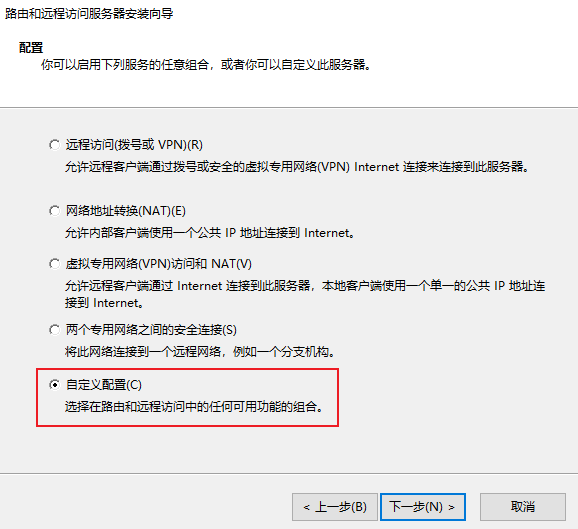 路由和远程访问服务器安装向导
配置
你可以启用下列服务的任意组合，或者你可以自定义此服务器。
远程访问(拨号或 VPN)(R)
允许远程客户端通过拨号或安全的虚拟专用网络(VPN) Internet 连接来连接到此服务器。
网络地址转换(NAT)(E)
允许内部客户端使用一个公共 IP 地址连接到 Internet。
虚拟专用网络(VPN)访问和 NAT(V)
允许远程客户端通过 Internet 连接到此服务器，本地客户端使用一个单一的公共 IP 地址连
接到 Internet。
两个专用网络之间的安全连接(S)
将此网络连接到一个远程网络，例如一个分支机构。
自定义配置(C)
选择在路由和远程访问中的任何可用功能的组合。
< 上一步(B) 下一步(N) > 取消